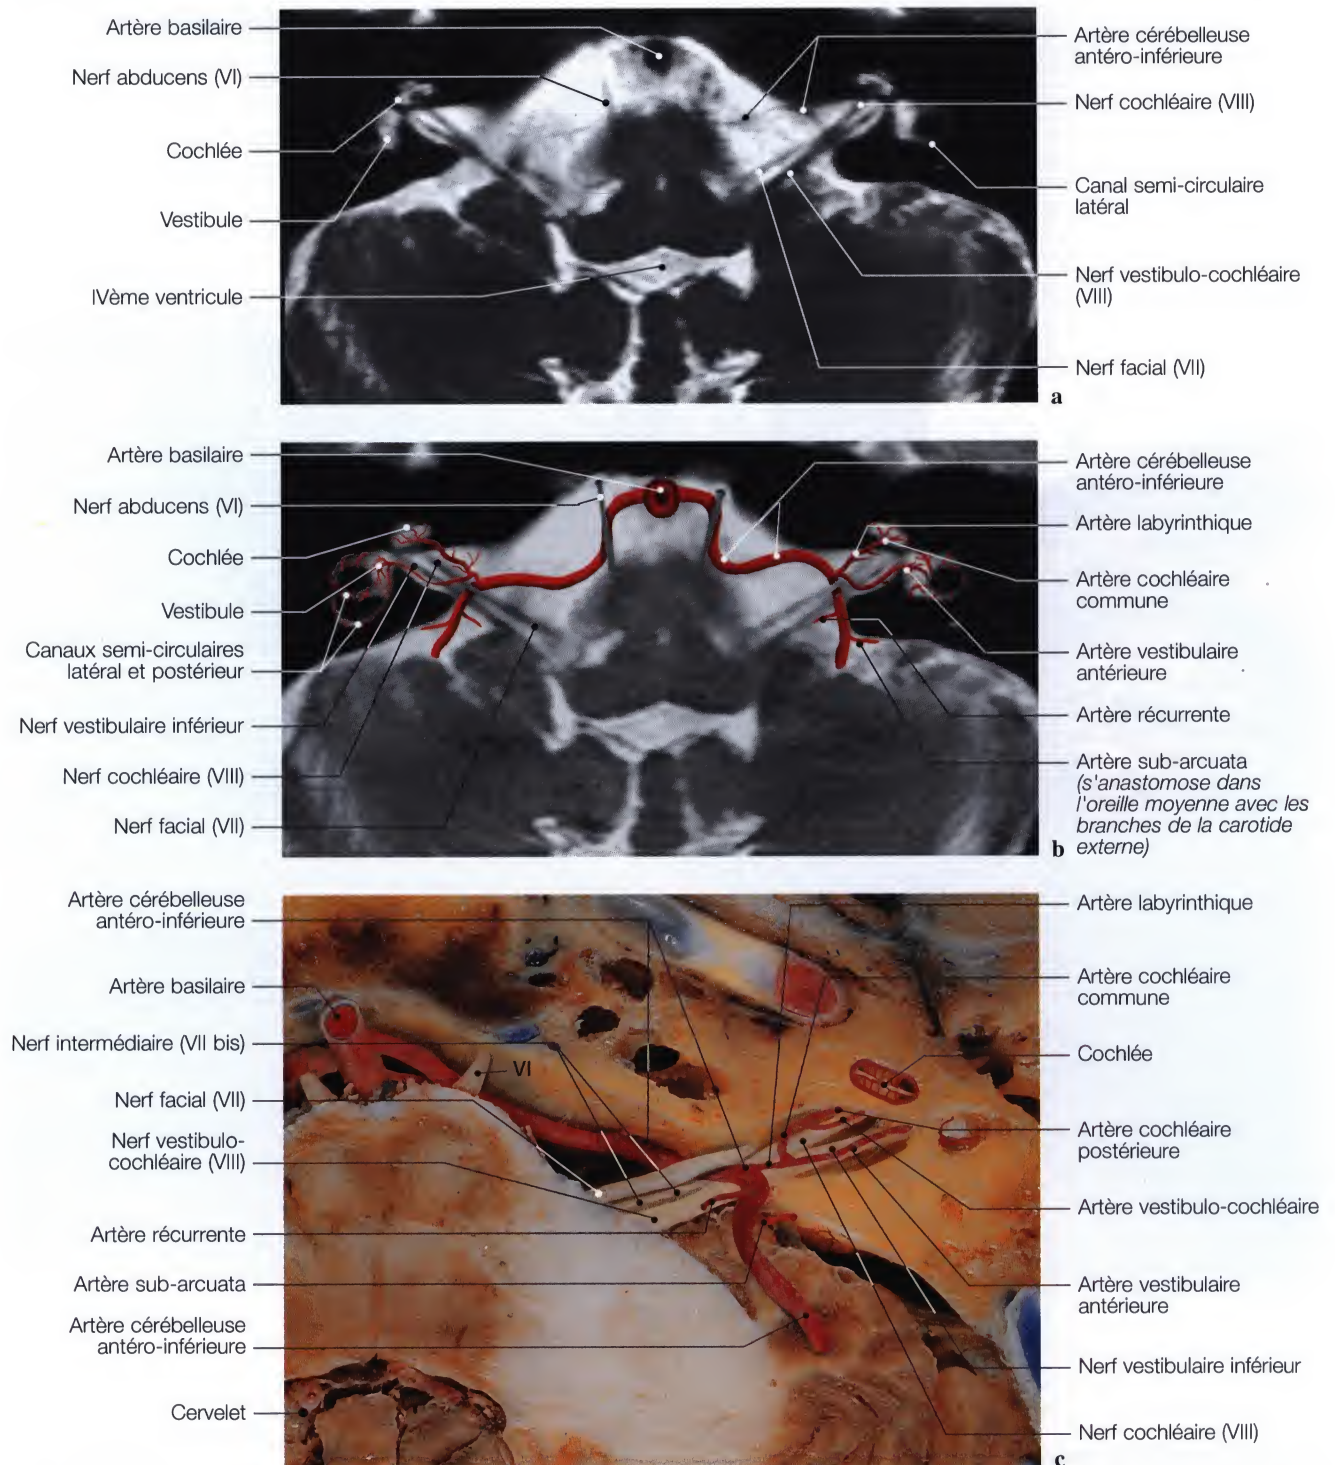 Artère basilaire
Nerf abducens (VI)
Cochlée
Vestibule
IVème ventricule
Artère cérébelleuse
antéro-inférieure
Nerf cochléaire (VIII)
Canal semi-circulaire
latéral
Nerf vestibulo-cochléaire
(VIII)
Nerf facial (VII)
a
Artère basilaire
Nerf abducens (VI)
Cochlée
Vestibule
Canaux semi-circulaires
latéral et postérieur
Nerf vestibulaire inférieur
Nerf cochléaire (VIII)
Nerf facial (VII)
Artère cérébelleuse
antéro-inférieure
Artère labyrinthique
Artère cochléaire
commune
Artère vestibulaire
antérieure
Artère récurrente
Artère sub-arcuata
(s'anastomose dans
l'oreille moyenne avec les
branches de la carotide
externe)
b
Artère cérébelleuse
antéro-inférieure
Artère basilaire
Nerf intermédiaire (VII bis)
Nerf facial (VII)
Nerf vestibulo-
cochléaire (VIII)
Artère récurrente
Artère sub-arcuata
Artère cérébelleuse
antéro-inférieure
Cervelet
VI
Artère labyrinthique
Artère cochléaire
commune
Cochlée
Artère cochléaire
postérieure
Artère vestibulo-cochléaire
Artère vestibulaire
antérieure
Nerf vestibulaire inférieur
Nerf cochléaire (VIII)
c